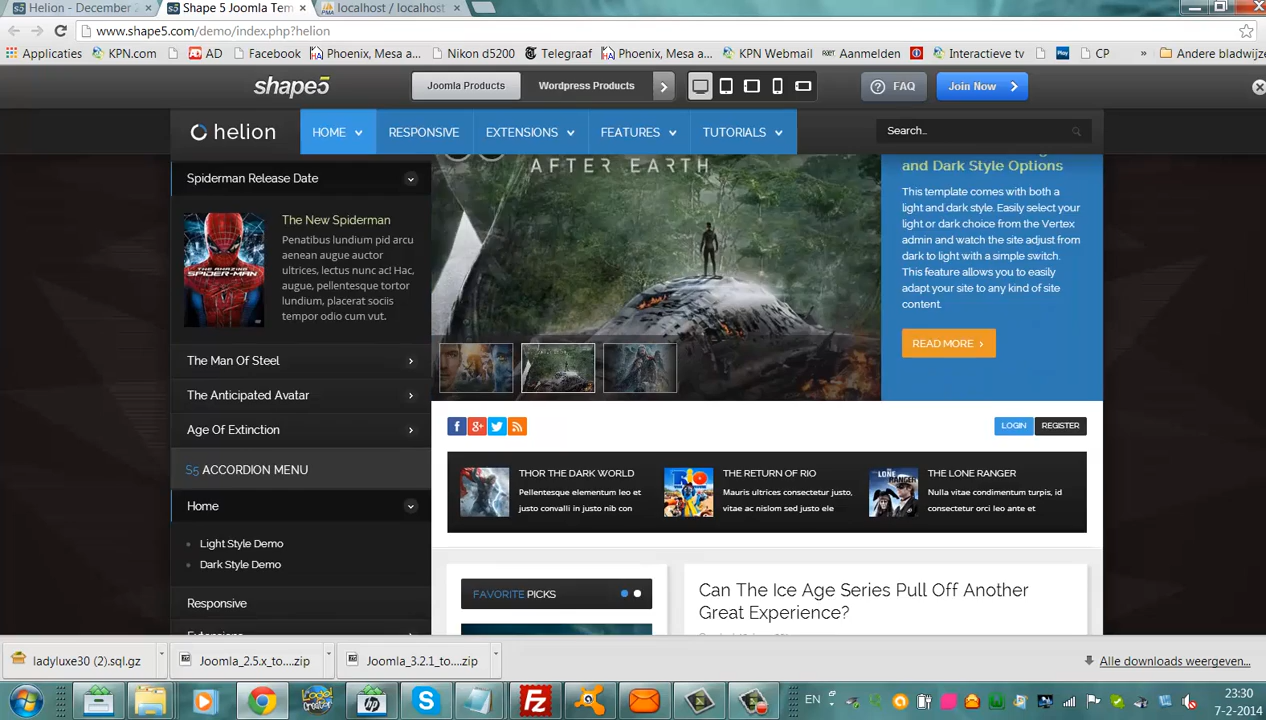 Helion - December 2
Shape 5 Joomla Tem
localhost / localhost
www.shape5.com/demo/index.php?helion
Applicaties
KPN.com
AD
Facebook
Phoenix, Mesa a...
Nikon d5200
Telegraaf
Phoenix, Mesa a...
KPN Webmail
Aanmelden
Interactieve tv
CP
»
Andere bladwijzers
shape5
Joomla Products
Wordpress Products
FAQ
Join Now
helion
HOME
RESPONSIVE
EXTENSIONS
FEATURES
TUTORIALS
Search..
Spiderman Release Date
The New Spiderman
Penatibus lundium pid arcu
aenean augue auctor
ultrices, lectus nunc ac! Hac,
augue, pellentesque tortor
lundium, placerat sociis
tempor odio cum vut.
THE AMAZING
SPIDER-MAN
The Man Of Steel
The Anticipated Avatar
Age Of Extinction
S5 ACCORDION MENU
Home
Light Style Demo
Dark Style Demo
Responsive
AFTER EARTH
and Dark Style Options
This template comes with both a
light and dark style. Easily select your
light or dark choice from the Vertex
admin and watch the site adjust from
dark to light with a simple switch.
This feature allows you to easily
adapt your site to any kind of site
content.
READ MORE
LOGIN
REGISTER
THOR THE DARK WORLD
Pellentesque elementum leo et
justo convalli in justo nib con
RIO
THE RETURN OF RIO
Mauris ultrices consectetur justo,
vitae ac nislom sed justo ele
THE LONE RANGER
Nulla vitae condimentum turpis, id
consectetur orci leo ante et
FAVORITE PICKS
Can The Ice Age Series Pull Off Another
Great Experience?
ladyluxe30 (2).sql.gz
Joomla_2.5.x_to....zip
Joomla_3.2.1_to....zip
Alle downloads weergeven...
EN
23:30
7-2-2014